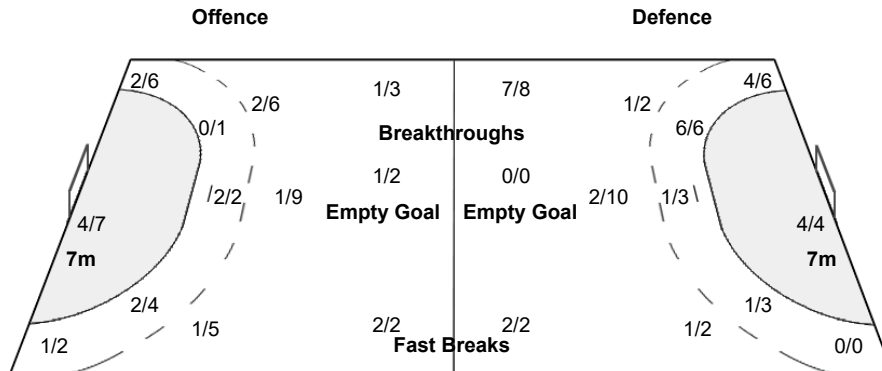 Offence Defence
2/6 1/3 7/8 4/6
2/6 1/2
0/1 Breakthroughs 6/6
1/2 0/0
2/2 1/9 2/10 1/3
Empty Goal Empty Goal
4/7 4/4
7m 7m
2/4 1/3
1/5 2/2 2/2 1/2
1/2 Fast Breaks 0/0